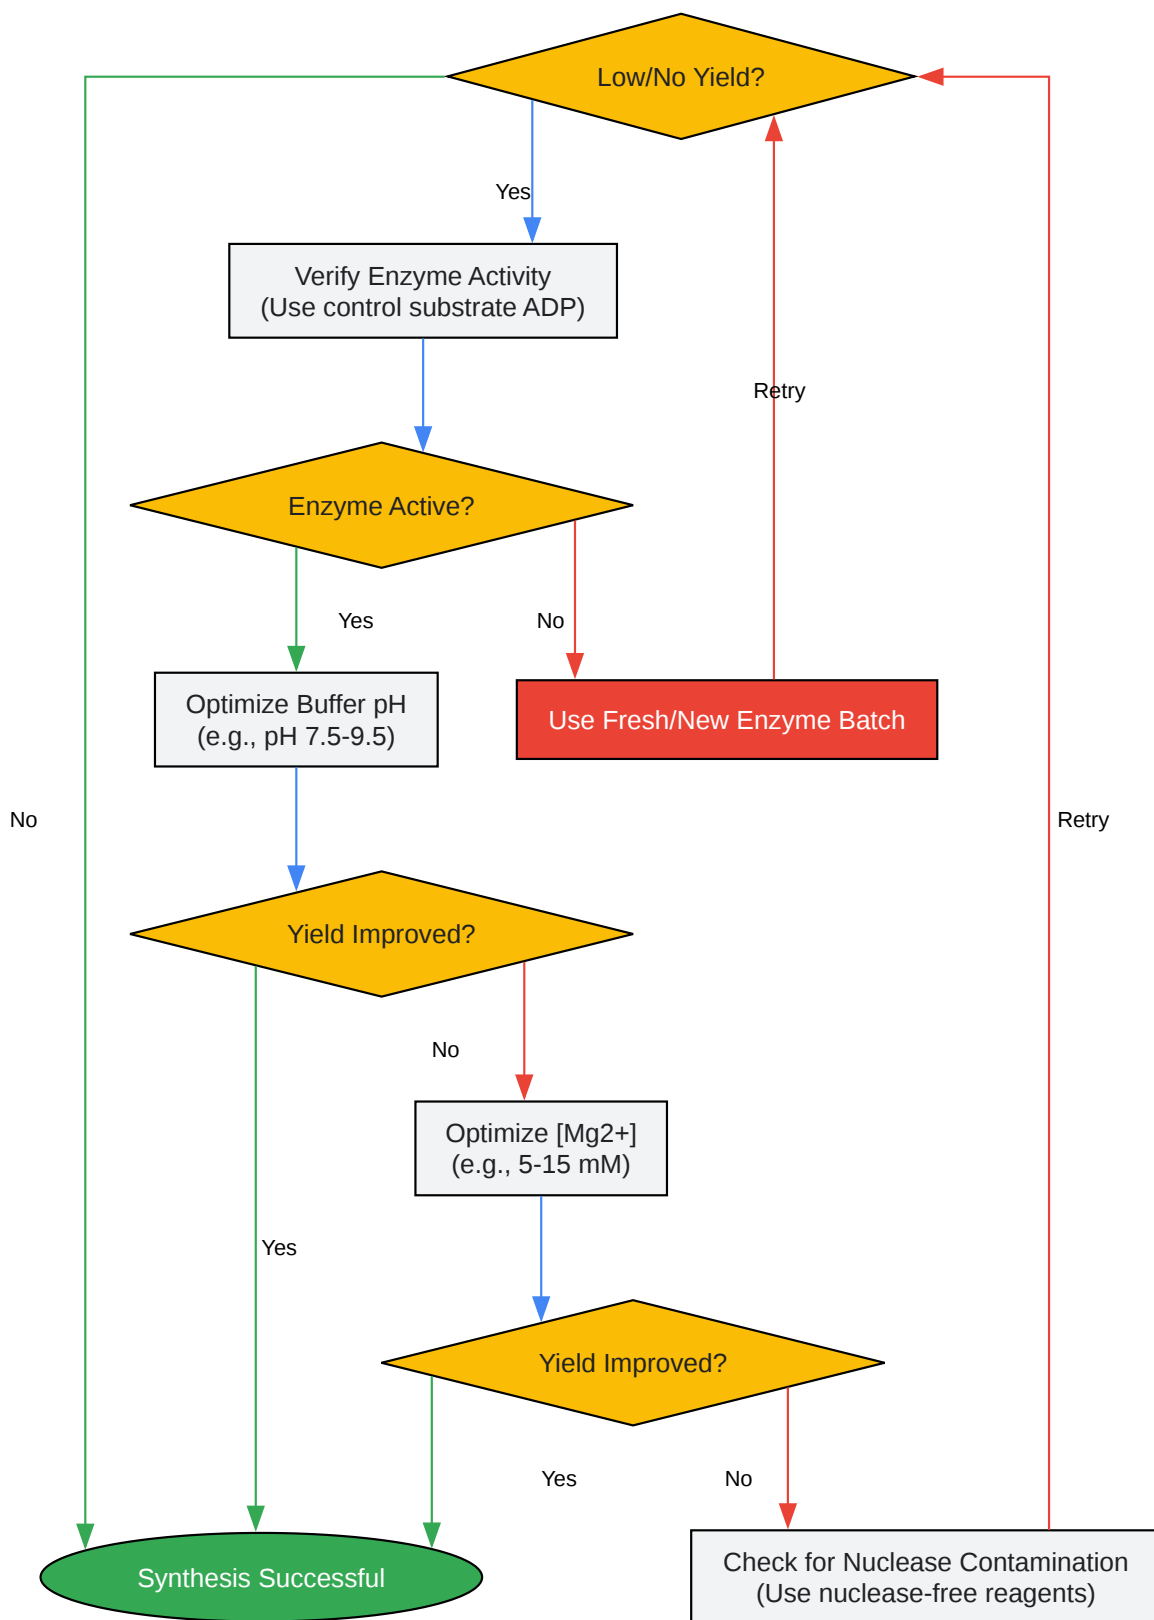 Low/No Yield?
Yes
Verify Enzyme Activity
(Use control substrate ADP)
Retry
Enzyme Active?
Yes
No
Optimize Buffer pH
(e.g., pH 7.5-9.5)
Use Fresh/New Enzyme Batch
No
Retry
Yield Improved?
No
Optimize [Mg2+]
(e.g., 5-15 mM)
Yes
Yield Improved?
Yes
No
Synthesis Successful
Check for Nuclease Contamination
(Use nuclease-free reagents)